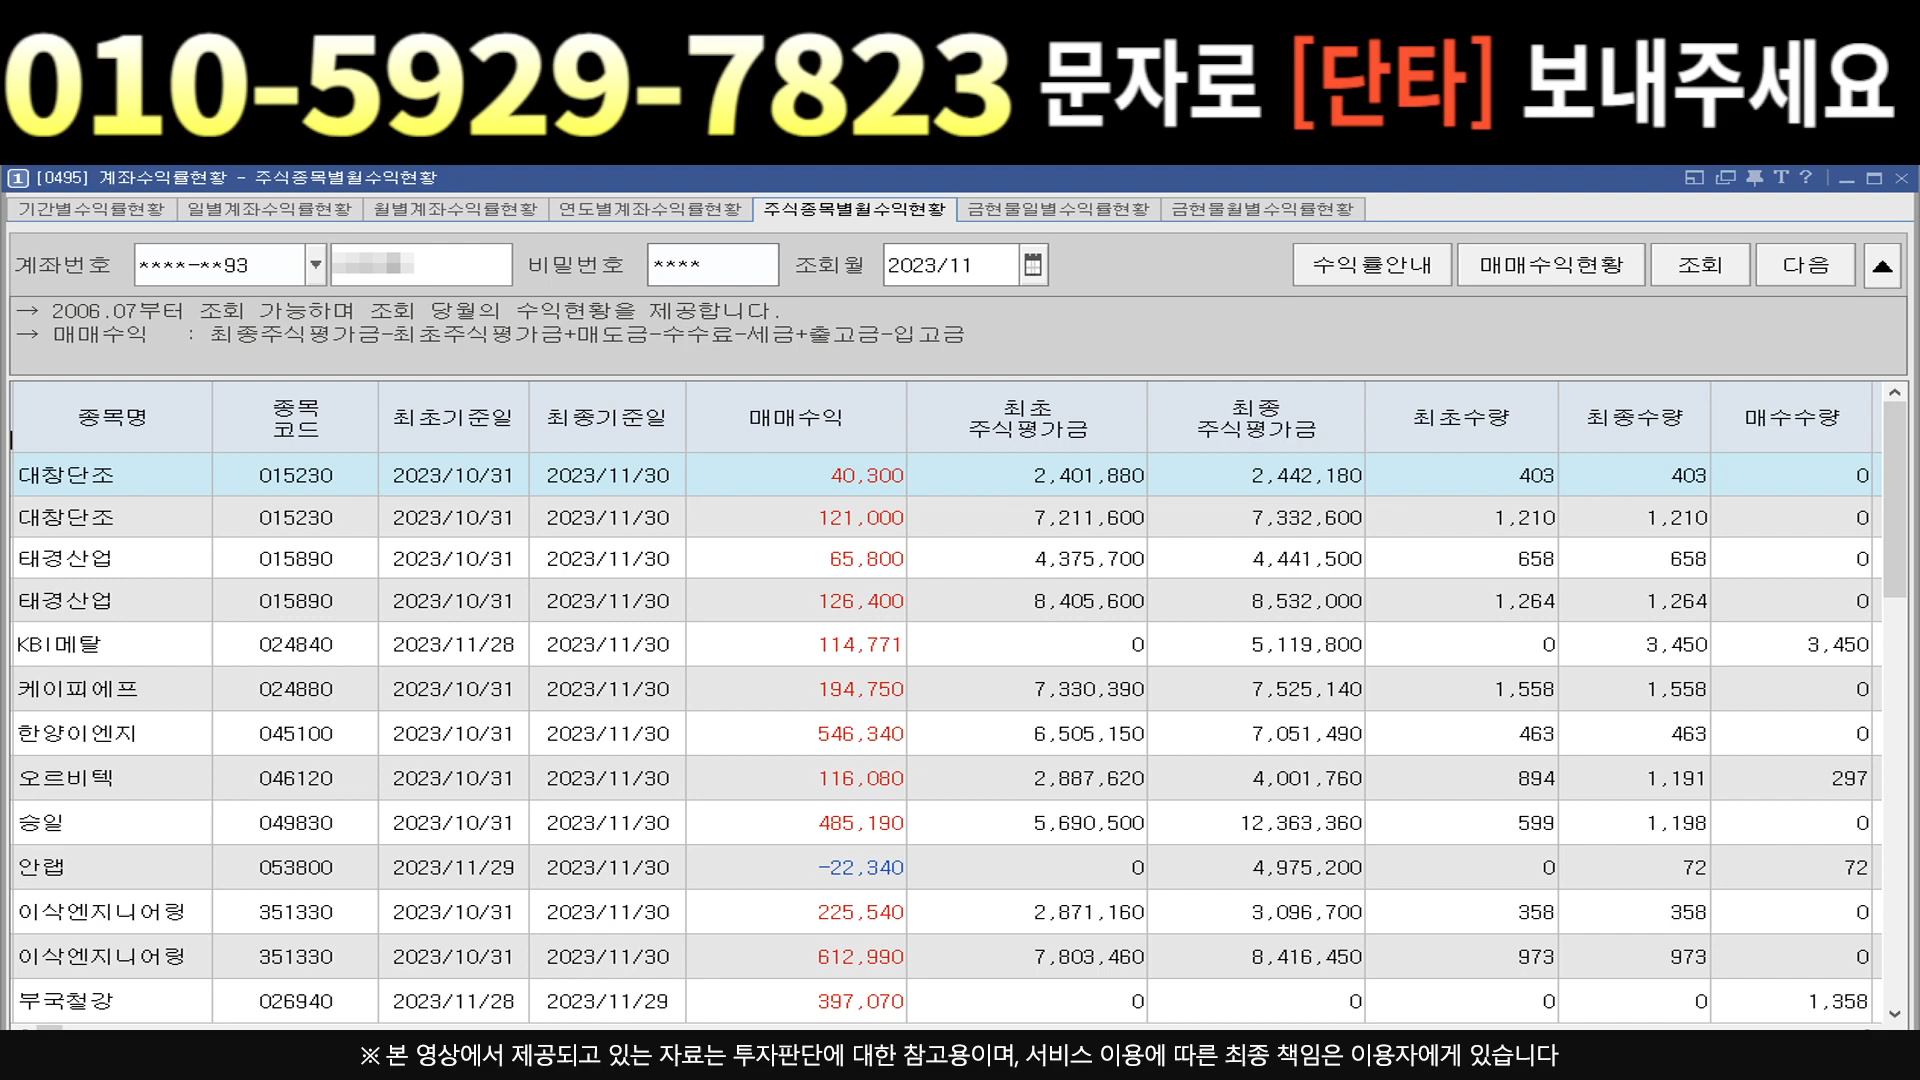 010-5929-7823 문자로 [단타] 보내주세요
1 [0495] 계좌수익률현황 - 주식종목별월수익현황
기간별수익률현황 일별계좌수익률현황 월별계좌수익률현황 연도별계좌수익률현황 주식종목별월수익현황 금현물일별수익률현황 금현물월별수익률현황
계좌번호 ****-**93 비밀번호 **** 조회월 2023/11 수익률안내 매매수익현황 조회 다음
→ 2006.07부터 조회 가능하며 조회 당월의 수익현황을 제공합니다.
→ 매매수익 : 최종주식평가금-최초주식평가금+매도금-수수료-세금+출고금-입고금
종목명 종목코드 최초기준일 최종기준일 매매수익 최초주식평가금 최종주식평가금 최초수량 최종수량 매수수량
대창단조 015230 2023/10/31 2023/11/30 40,300 2,401,880 2,442,180 403 403 0
대창단조 015230 2023/10/31 2023/11/30 121,000 7,211,600 7,332,600 1,210 1,210 0
태경산업 015890 2023/10/31 2023/11/30 65,800 4,375,700 4,441,500 658 658 0
태경산업 015890 2023/10/31 2023/11/30 126,400 8,405,600 8,532,000 1,264 1,264 0
KBI메탈 024840 2023/11/28 2023/11/30 114,771 0 5,119,800 0 3,450 3,450
케이피에프 024880 2023/10/31 2023/11/30 194,750 7,330,390 7,525,140 1,558 1,558 0
한양이엔지 045100 2023/10/31 2023/11/30 546,340 6,505,150 7,051,490 463 463 0
오르비텍 046120 2023/10/31 2023/11/30 116,080 2,887,620 4,001,760 894 1,191 297
승일 049830 2023/10/31 2023/11/30 485,190 5,690,500 12,363,360 599 1,198 0
안랩 053800 2023/11/29 2023/11/30 -22,340 0 4,975,200 0 72 72
이삭엔지니어링 351330 2023/10/31 2023/11/30 225,540 2,871,160 3,096,700 358 358 0
이삭엔지니어링 351330 2023/10/31 2023/11/30 612,990 7,803,460 8,416,450 973 973 0
부국철강 026940 2023/11/28 2023/11/29 397,070 0 0 0 0 1,358
※ 본 영상에서 제공되고 있는 자료는 투자판단에 대한 참고용이며, 서비스 이용에 따른 최종 책임은 이용자에게 있습니다